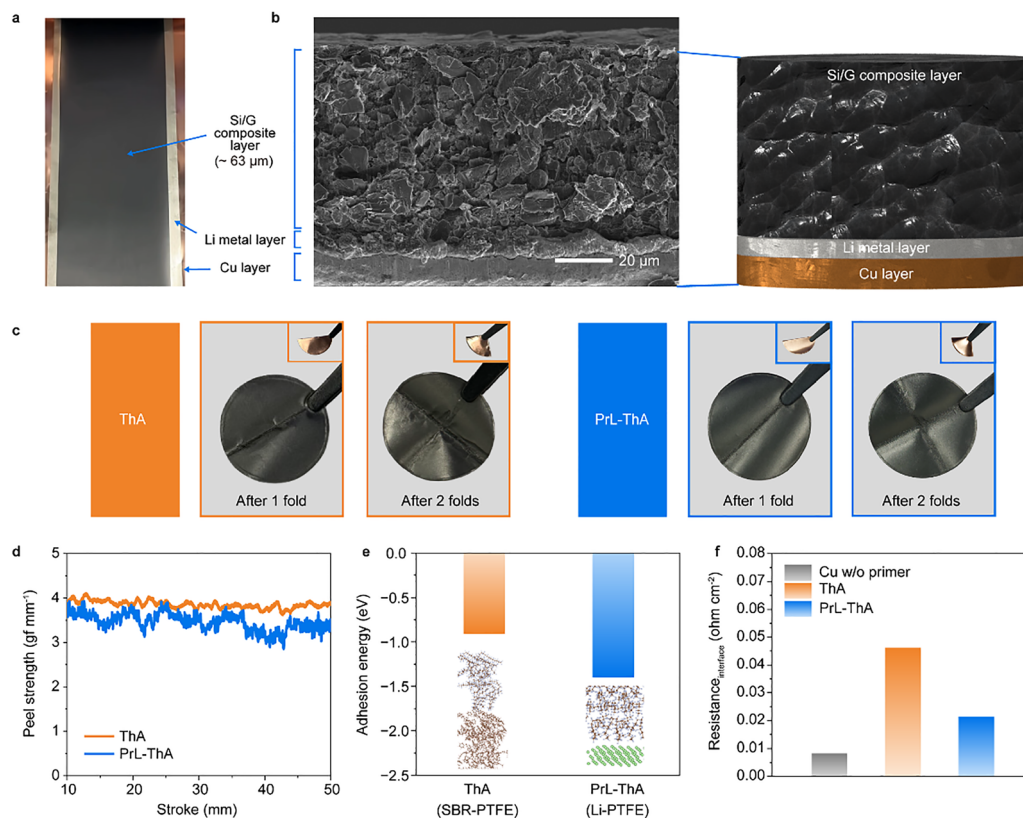 a
b
Si/G
composite
layer
(~ 63 μm)
Li metal layer
Cu layer
20 μm
Si/G composite layer
Li metal layer
Cu layer
c
ThA
After 1 fold
After 2 folds
PrL-ThA
After 1 fold
After 2 folds
d
Peel strength (gf mm⁻¹)
5
4
3
2
1
0
ThA
PrL-ThA
10
20
30
40
50
Stroke (mm)
e
Adhesion energy (eV)
0.0
−0.5
−1.0
−1.5
−2.0
−2.5
ThA
(SBR-PTFE)
PrL-ThA
(Li-PTFE)
f
Resistance interface (ohm cm⁻²)
0.08
0.07
0.06
0.05
0.04
0.02
0.01
0.00
Cu w/o primer
ThA
PrL-ThA